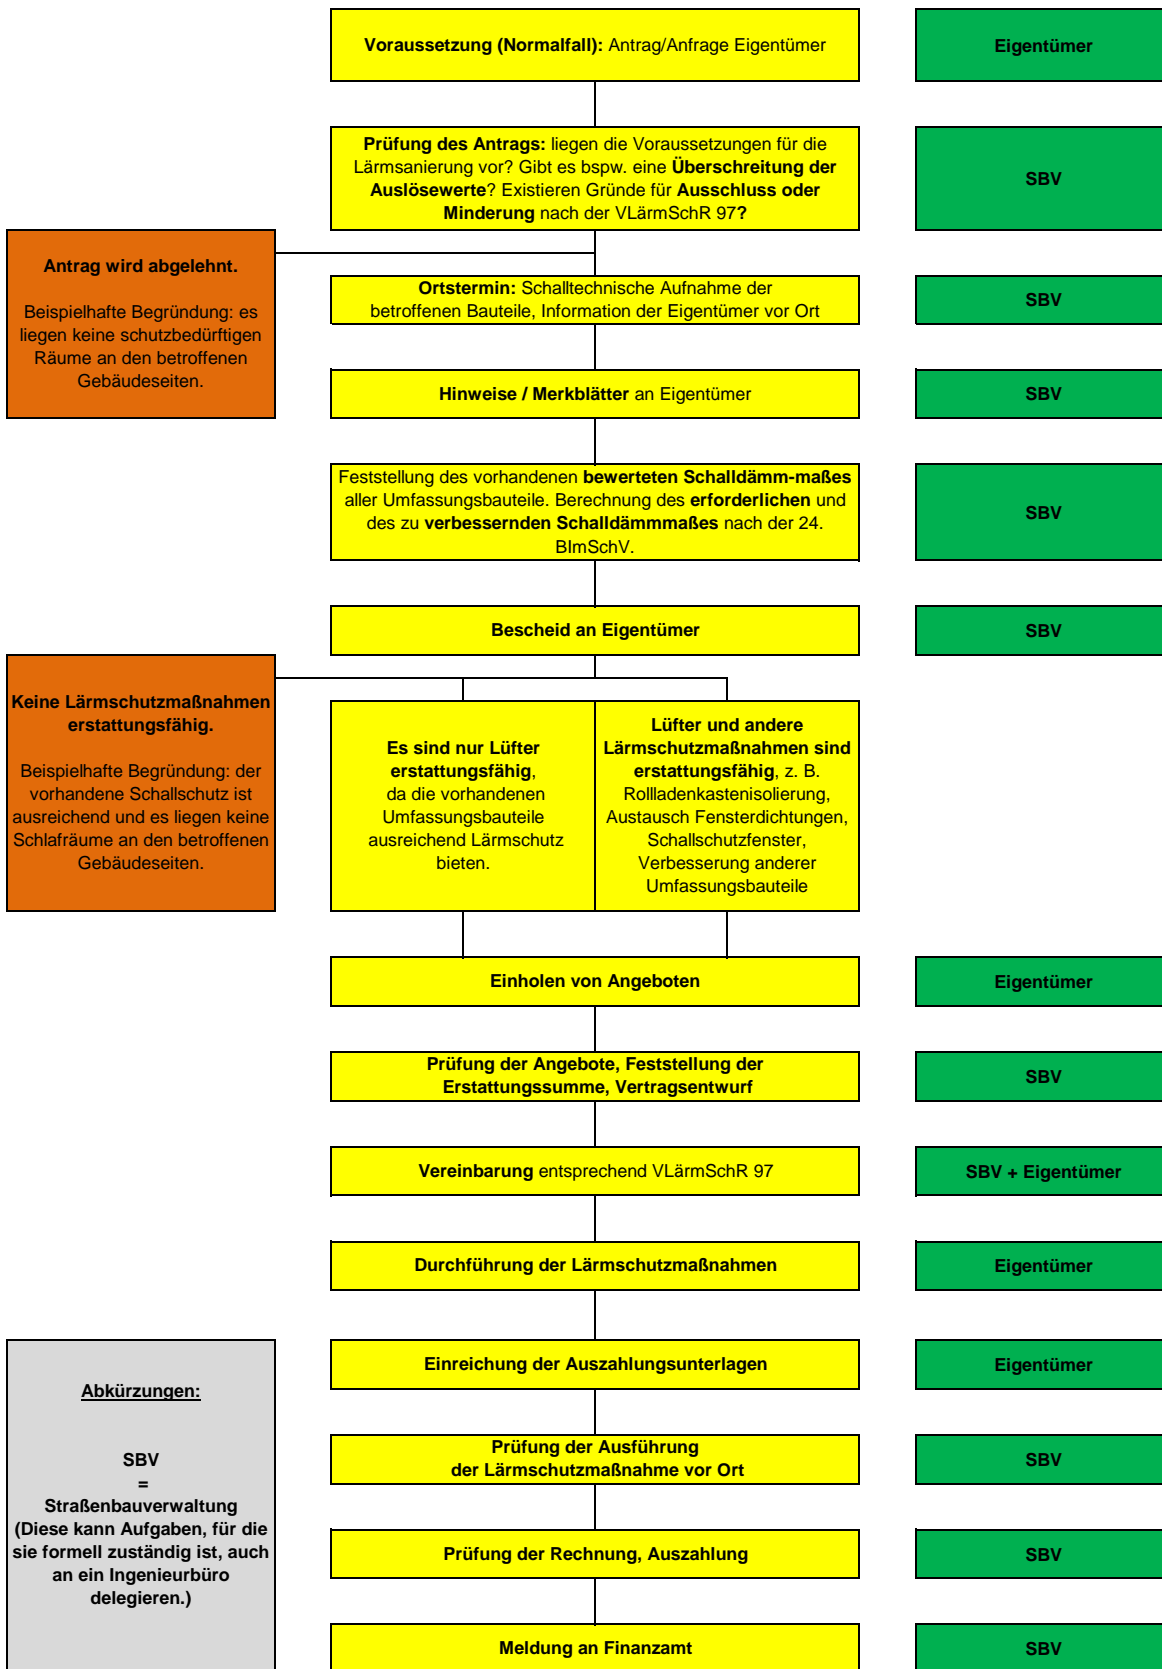 Voraussetzung (Normalfall): Antrag/Anfrage Eigentümer
Eigentümer
Prüfung des Antrags: liegen die Voraussetzungen für die
Lärmsanierung vor? Gibt es bspw. eine Überschreitung der
Auslösewerte? Existieren Gründe für Ausschluss oder
Minderung nach der VLärmSchR 97?
SBV
Antrag wird abgelehnt.
Beispielhafte Begründung: es
liegen keine schutzbedürftigen
Räume an den betroffenen
Gebäudeseiten.
Ortstermin: Schalltechnische Aufnahme der
betroffenen Bauteile, Information der Eigentümer vor Ort
SBV
Hinweise / Merkblätter an Eigentümer
SBV
Feststellung des vorhandenen bewerteten Schalldämm-maßes
aller Umfassungsbauteile. Berechnung des erforderlichen und
des zu verbessernden Schalldämmmaßes nach der 24.
BImSchV.
SBV
Bescheid an Eigentümer
SBV
Keine Lärmschutzmaßnahmen
erstattungsfähig.
Beispielhafte Begründung: der
vorhandene Schallschutz ist
ausreichend und es liegen keine
Schlafräume an den betroffenen
Gebäudeseiten.
Es sind nur Lüfter
erstattungsfähig,
da die vorhandenen
Umfassungsbauteile
ausreichend Lärmschutz
bieten.
Lüfter und andere
Lärmschutzmaßnahmen sind
erstattungsfähig, z. B.
Rollladenkastenisolierung,
Austausch Fensterdichtungen,
Schallschutzfenster,
Verbesserung anderer
Umfassungsbauteile
Einholen von Angeboten
Eigentümer
Prüfung der Angebote, Feststellung der
Erstattungssumme, Vertragsentwurf
SBV
Vereinbarung entsprechend VLärmSchR 97
SBV + Eigentümer
Durchführung der Lärmschutzmaßnahmen
Eigentümer
Einreichung der Auszahlungsunterlagen
Eigentümer
Prüfung der Ausführung
der Lärmschutzmaßnahme vor Ort
SBV
Prüfung der Rechnung, Auszahlung
SBV
Meldung an Finanzamt
SBV
Abkürzungen:
SBV
=
Straßenbauverwaltung
(Diese kann Aufgaben, für die
sie formell zuständig ist, auch
an ein Ingenieurbüro
delegieren.)